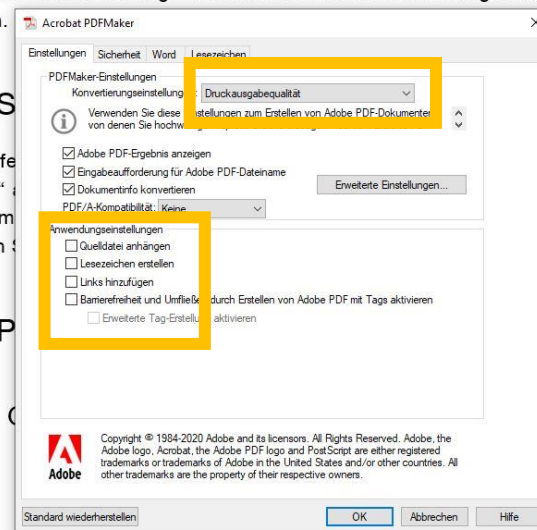 Acrobat PDFMaker
Einstellungen Sicherheit Word Lesezeichen
PDFMaker-Einstellungen
Druckausgabequalität
Verwenden Sie diese Einstellungen zum Erstellen von Adobe PDF-Dokumenten
von denen Sie
Adobe PDF-Ergebnis anzeigen
Eingabeaufforderung für Adobe PDF-Dateiname
Dokumentinfo konvertieren
Erweiterte Einstellungen...
PDF/A-Kompatibilität: Keine
Anwendungseinstellungen
Quelldatei anhängen
Lesezeichen erstellen
Links hinzufügen
Barrierefreiheit und Umfließen durch Erstellen von Adobe PDF mit Tags aktivieren
Erweiterte Tag-Erstellung aktivieren
Copyright © 1984-2020 Adobe and its licensors. All Rights Reserved. Adobe, the
Adobe logo, Acrobat, the Adobe PDF logo and PostScript are either registered
trademarks or trademarks of Adobe in the United States and/or other countries. All
other trademarks are the property of their respective owners.
Adobe
Standard wiederherstellen OK Abbrechen Hilfe